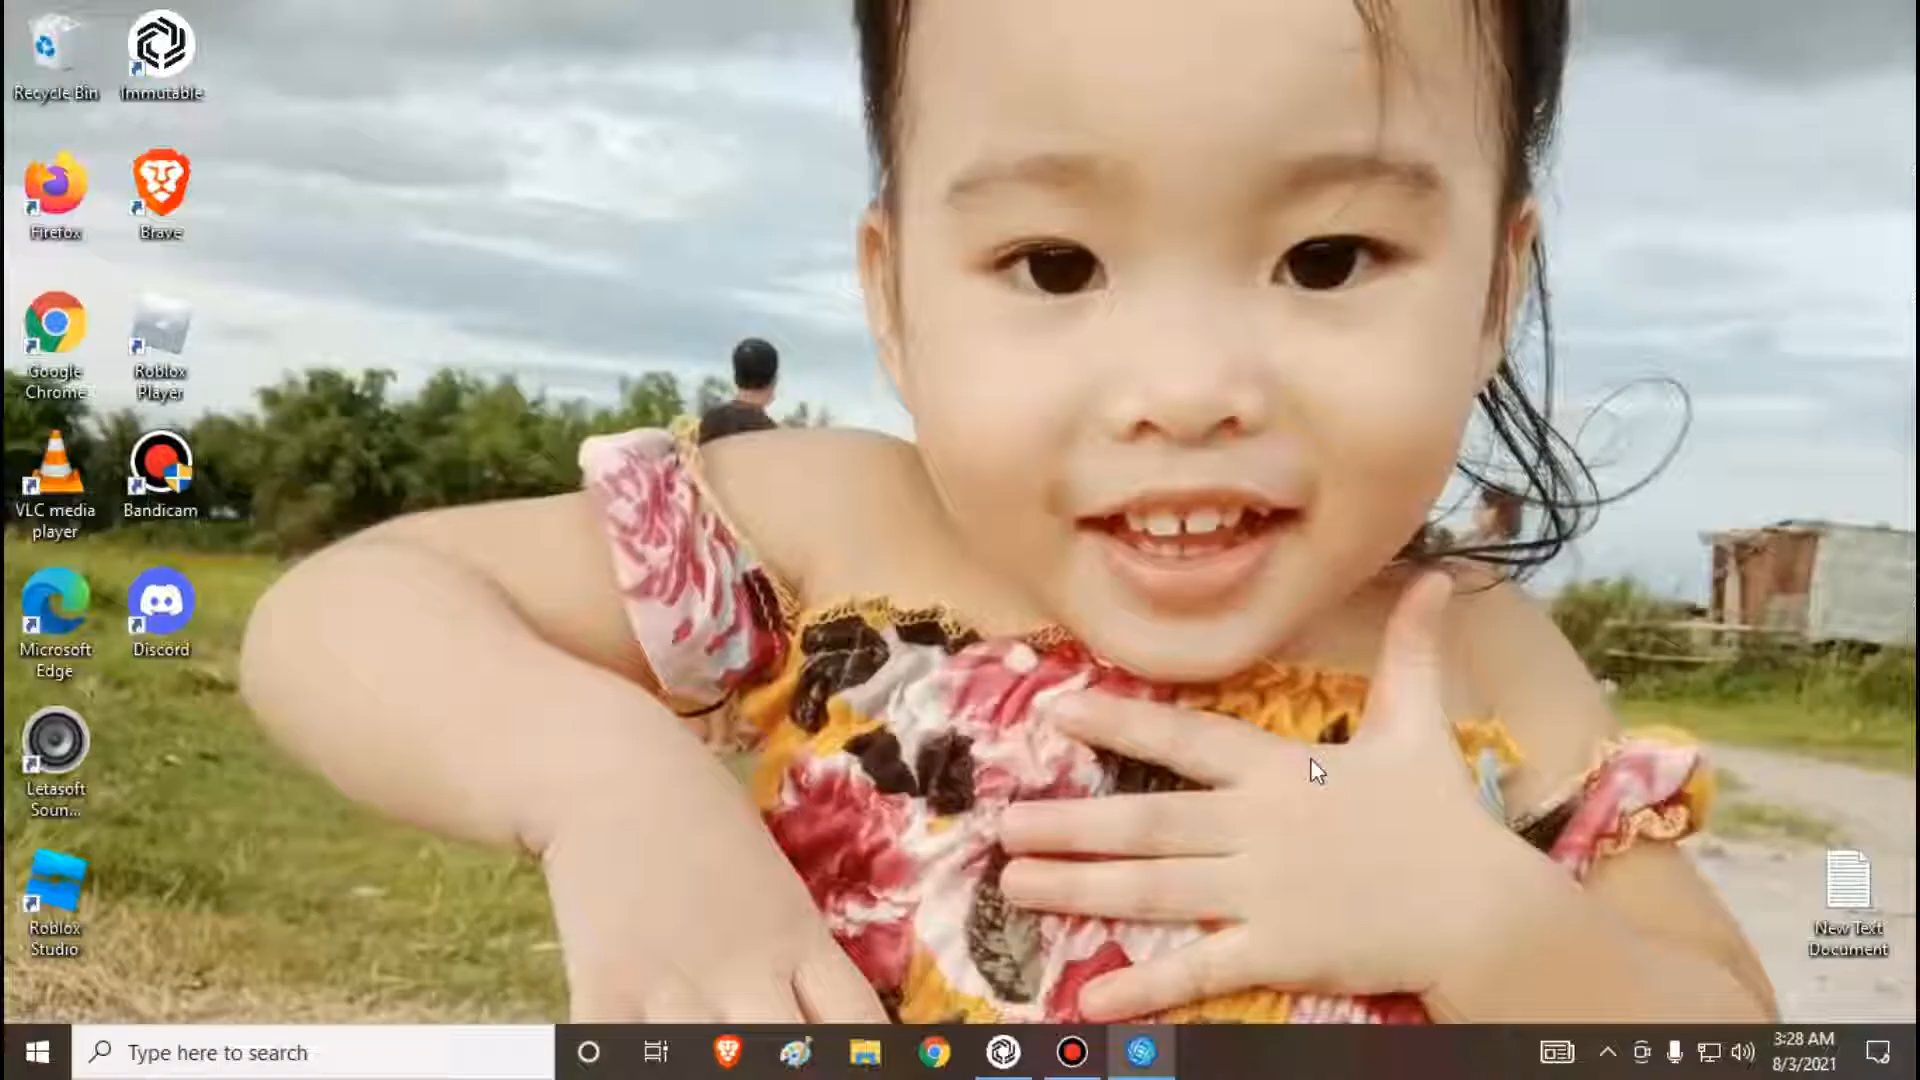 Recycle Bin
Immutable
Firefox
Brave
Google
Chrome
Roblox
Player
VLC media
player
Bandicam
Microsoft
Edge
Discord
Letasoft
Soun...
Roblox
Studio
New Text
Document
Type here to search
3:28 AM
8/3/2021